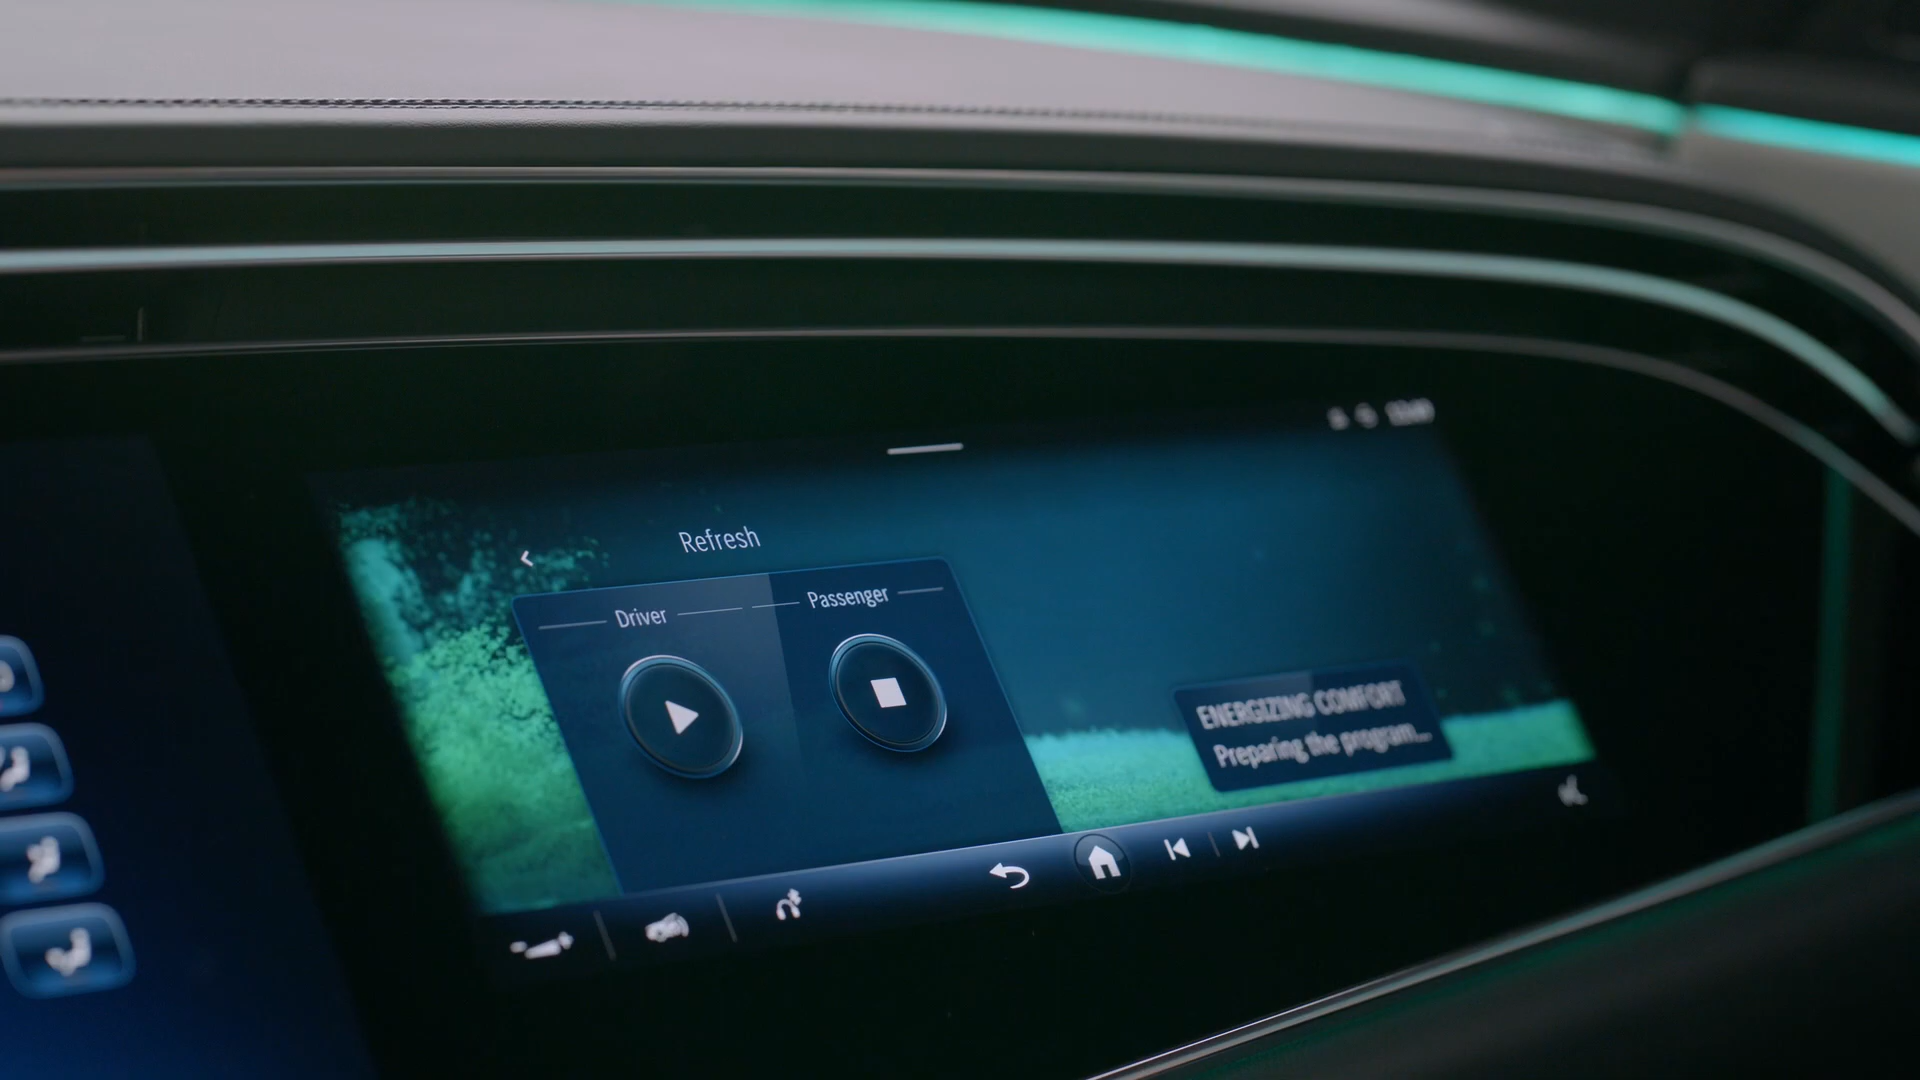 Refresh
Driver
Passenger
ENERGIZING COMFORT
Preparing the program...